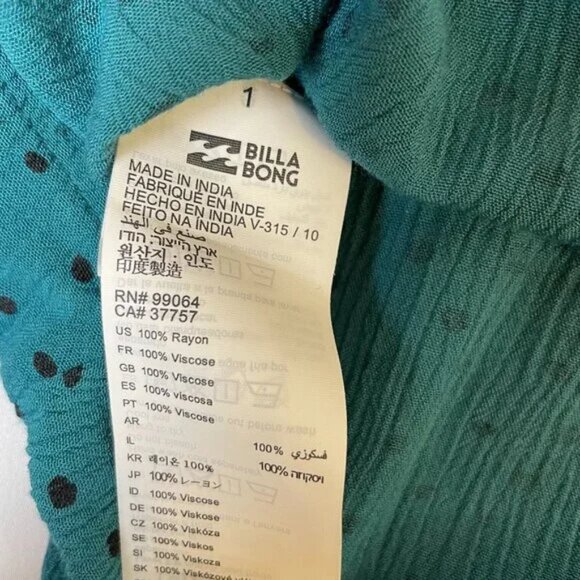 1
BILLA
BONG
MADE IN INDIA
FABRIQUE EN INDE
HECHO EN INDIA V-315 / 10
FEITO NA ÍNDIA
صنع في الهند
ארץ הייצור: הודו
원산지 · 인도
印度製造
RN# 99064
CA# 37757
US 100% Rayon
FR 100% Viscose
GB 100% Viscose
ES 100% viscosa
PT 100% Viscose
AR 100% فسكوزي
IL 100% ויסקוזה
KR 레이온 100%
JP 100% レーヨン
ID 100% Viscose
DE 100% Viskose
CZ 100% Viskóza
SE 100% Viskos
SI 100% Viskoza
SK 100% Viskózové